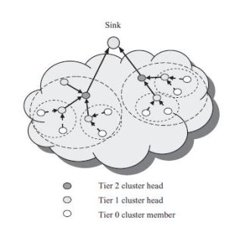 Sink
Tier 2 cluster head
Tier 1 cluster head
Tier 0 cluster member